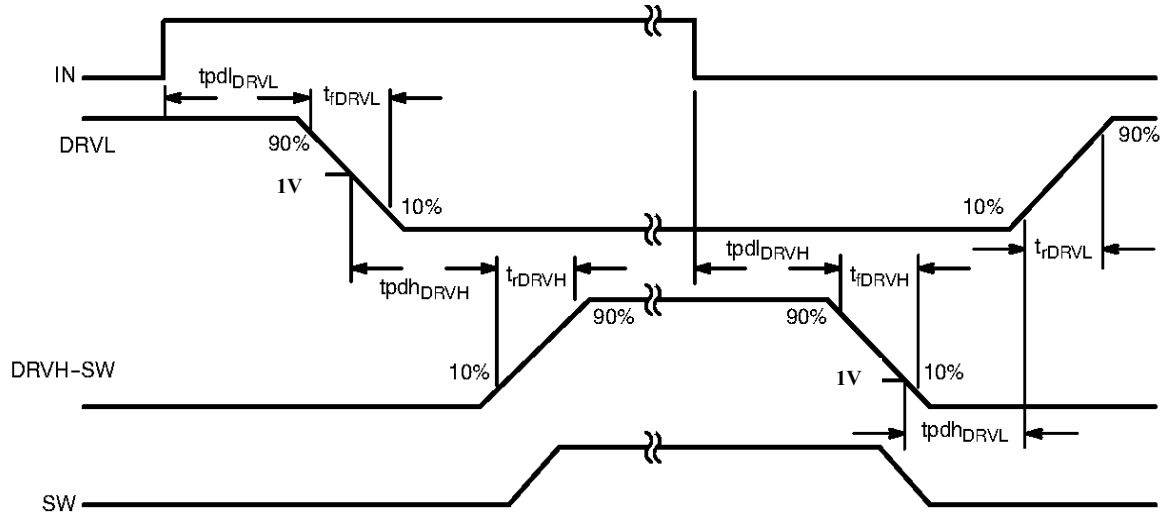 IN
tpdlDRVL
tfDRVL
DRVL
90%
90%
1V
10%
10%
tpdlDRVH
trDRVL
tpdhDRVH
trDRVH
tfDRVH
90%
90%
DRVH-SW
10%
1V
10%
tpdhDRVL
SW